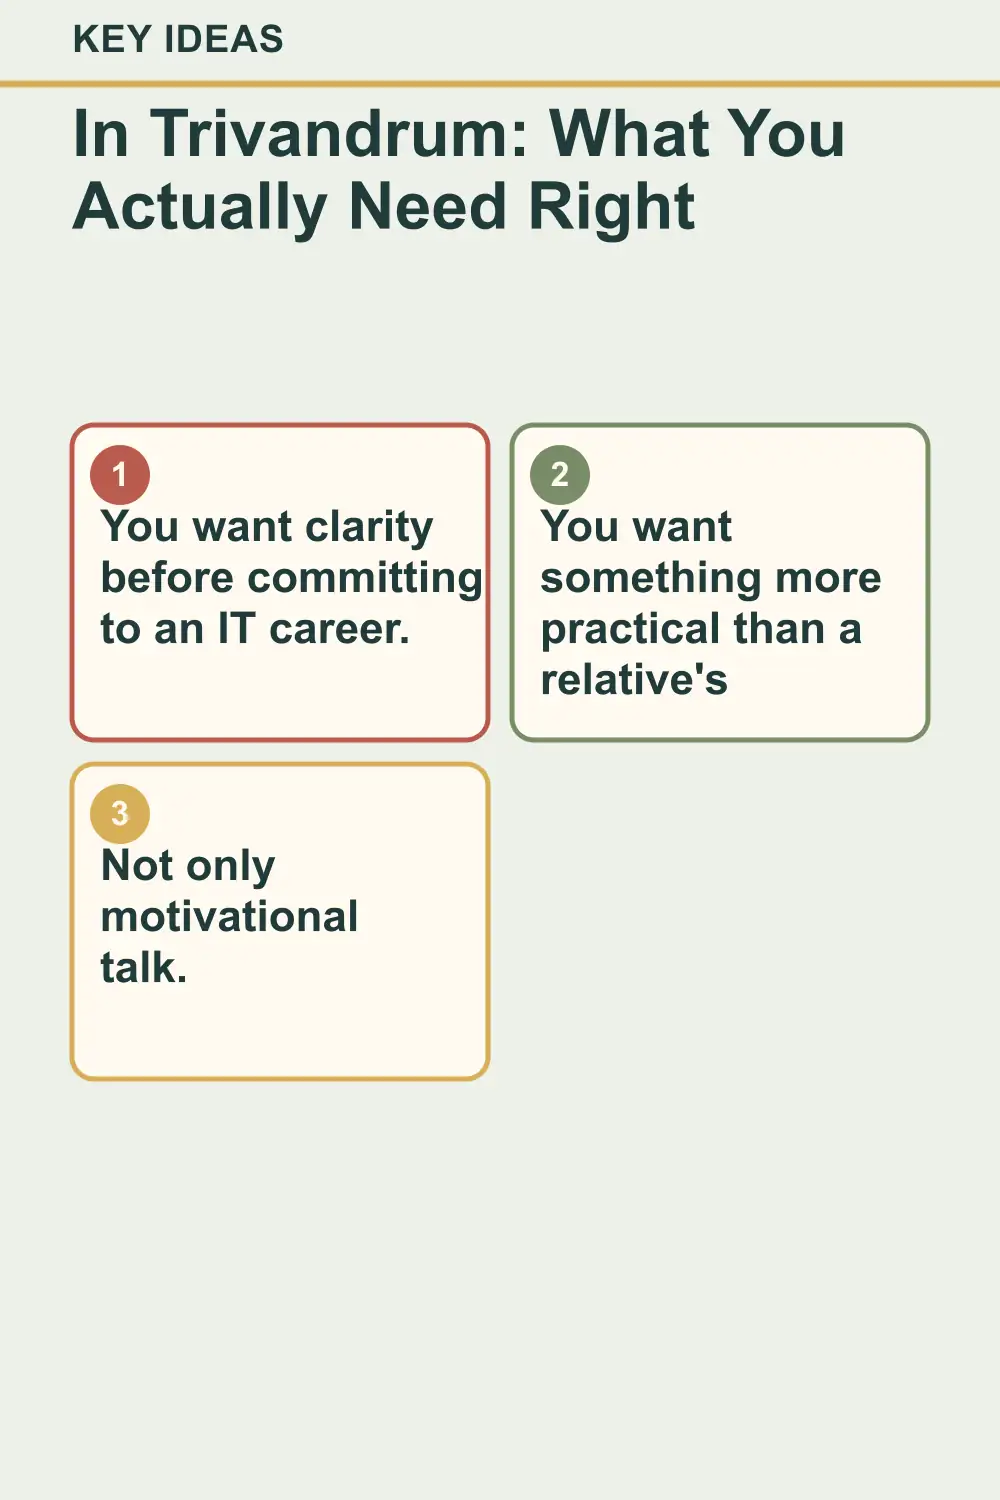 KEY IDEAS
In Trivandrum: What You
Actually Need Right
1
You want clarity
before committing
to an IT career.
2
You want
something more
practical than a
relative's
3
Not only
motivational
talk.